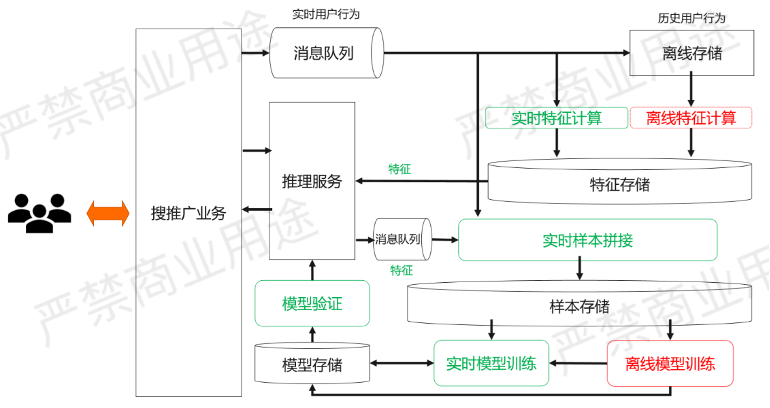 实时用户行为
历史用户行为
消息队列
离线存储
实时特征计算
离线特征计算
特征
特征存储
推理服务
搜推广业务
消息队列
实时样本拼接
特征
模型验证
样本存储
模型存储
实时模型训练
离线模型训练
严禁商业用途
严禁商业用途
严禁商业用途
严禁商业用途